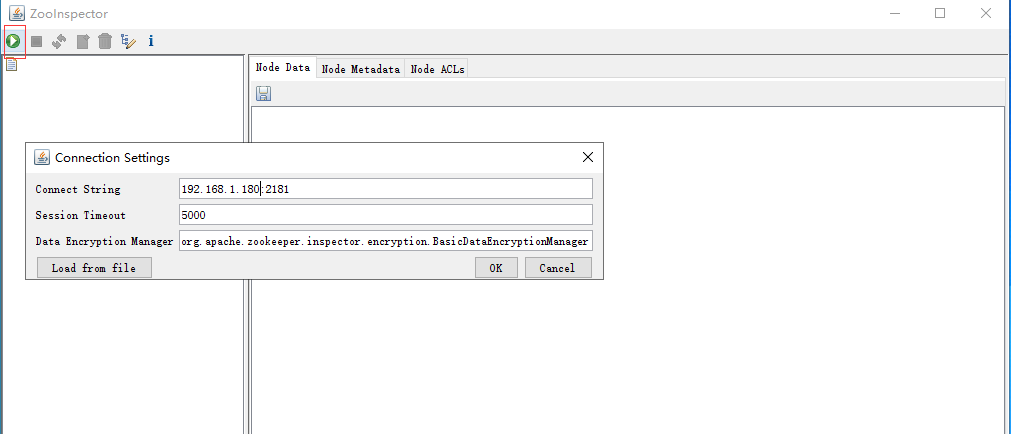 ZooInspector
Node Data
Node Metadata
Node ACLs
Connection Settings
Connect String
192.168.1.180:2181
Session Timeout
5000
Data Encryption Manager
org.apache.zookeeper.inspector.encryption.BasicDataEncryptionManager
Load from file
OK
Cancel